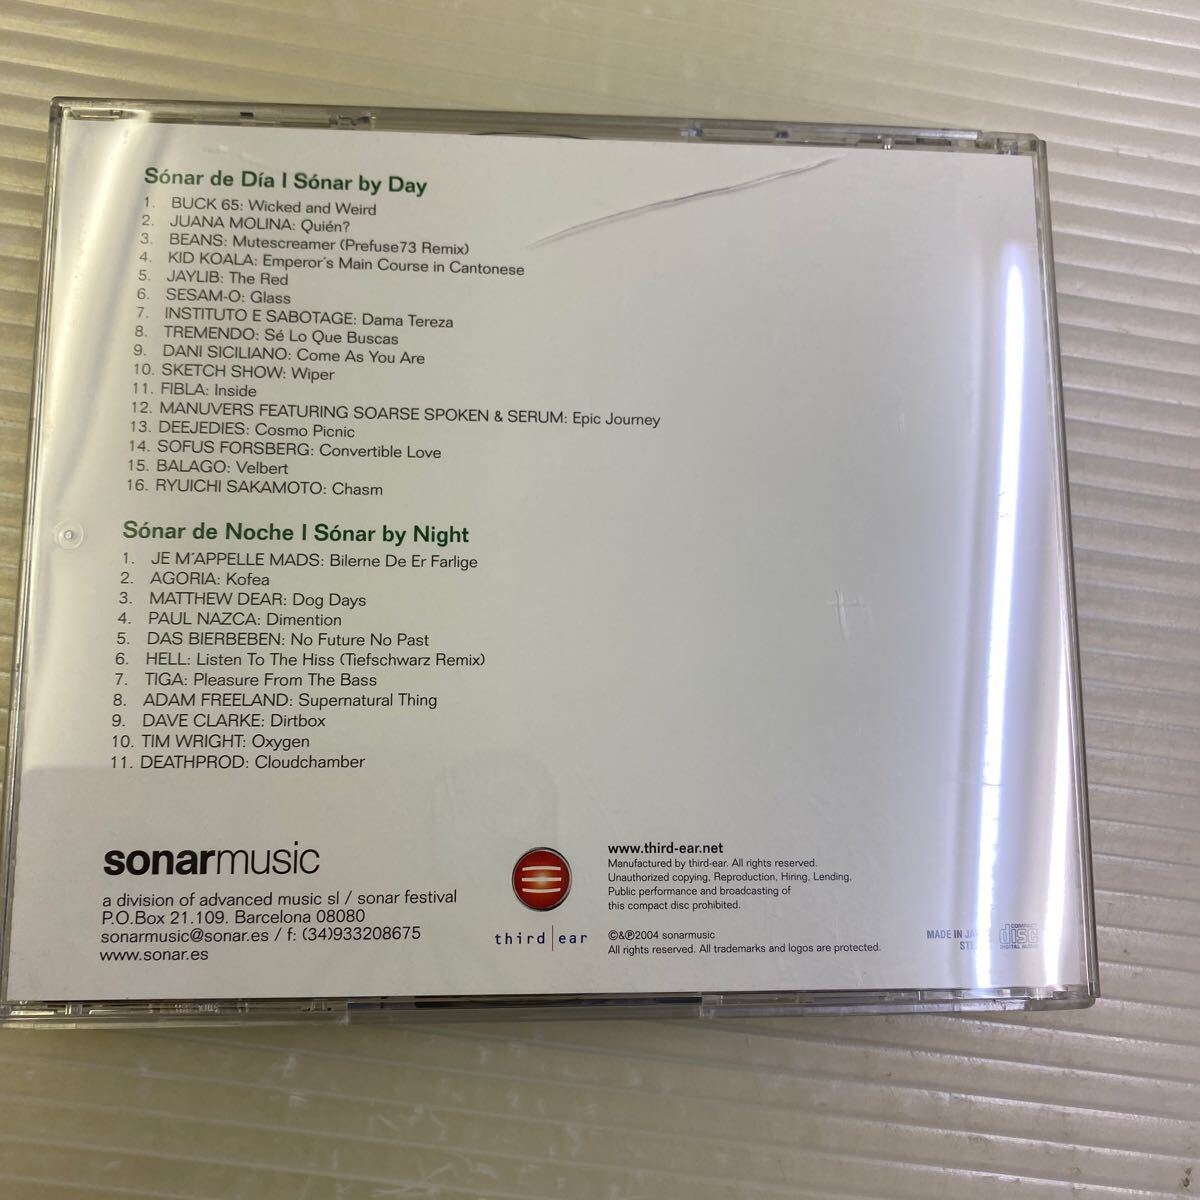 Sónar de Día I Sónar by Day
1. BUCK 65: Wicked and Weird
2. JUANA MOLINA: Quién?
3. BEANS: Mutescreamer (Prefuse73 Remix)
4. KID KOALA: Emperor´s Main Course in Cantonese
5. JAYLIB: The Red
6. SESAM-O: Glass
7. INSTITUTO E SABOTAGE: Dama Tereza
8. TREMENDO: Sé Lo Que Buscas
9. DANI SICILIANO: Come As You Are
10. SKETCH SHOW: Wiper
11. FIBLA: Inside
12. MANUVERS FEATURING SOARSE SPOKEN & SERUM: Epic Journey
13. DEEJEDIES: Cosmo Picnic
14. SOFUS FORSBERG: Convertible Love
15. BALAGO: Velbert
16. RYUICHI SAKAMOTO: Chasm
Sónar de Noche I Sónar by Night
1. JE M´APPELLE MADS: Bilerne De Er Farlige
2. AGORIA: Kofea
3. MATTHEW DEAR: Dog Days
4. PAUL NAZCA: Dimention
5. DAS BIERBEBEN: No Future No Past
6. HELL: Listen To The Hiss (Tiefschwarz Remix)
7. TIGA: Pleasure From The Bass
8. ADAM FREELAND: Supernatural Thing
9. DAVE CLARKE: Dirtbox
10. TIM WRIGHT: Oxygen
11. DEATHPROD: Cloudchamber
sonarmusic
a division of advanced music sl / sonar festival
P.O.Box 21.109. Barcelona 08080
sonarmusic@sonar.es / f: (34)933208675
www.sonar.es
third | ear
www.third-ear.net
Manufactured by third-ear. All rights reserved.
Unauthorized copying, Reproduction, Hiring, Lending,
Public performance and broadcasting of
this compact disc prohibited.
©&℗2004 sonarmusic
All rights reserved. All trademarks and logos are protected.
MADE IN
COMPACT
disc
DIGITAL AUDIO